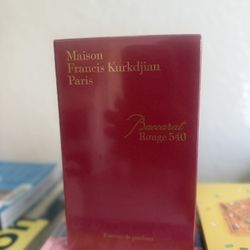 Maison
Francis Kurkdjian
Paris
Baccarat
Rouge 540
Extrait de parfum